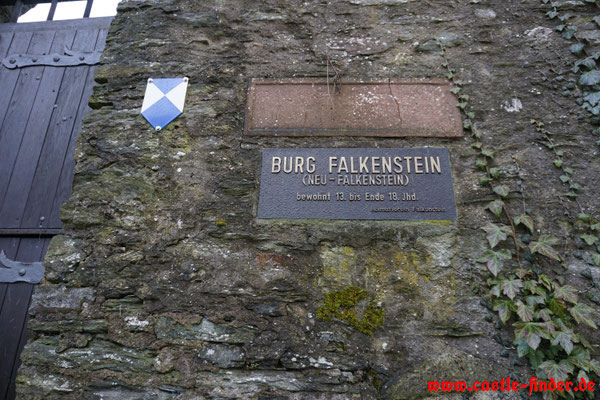 BURG FALKENSTEIN
(NEU-FALKENSTEIN)
bewohnt 13. bis Ende 18. Jhd.
www.castle-finder.de